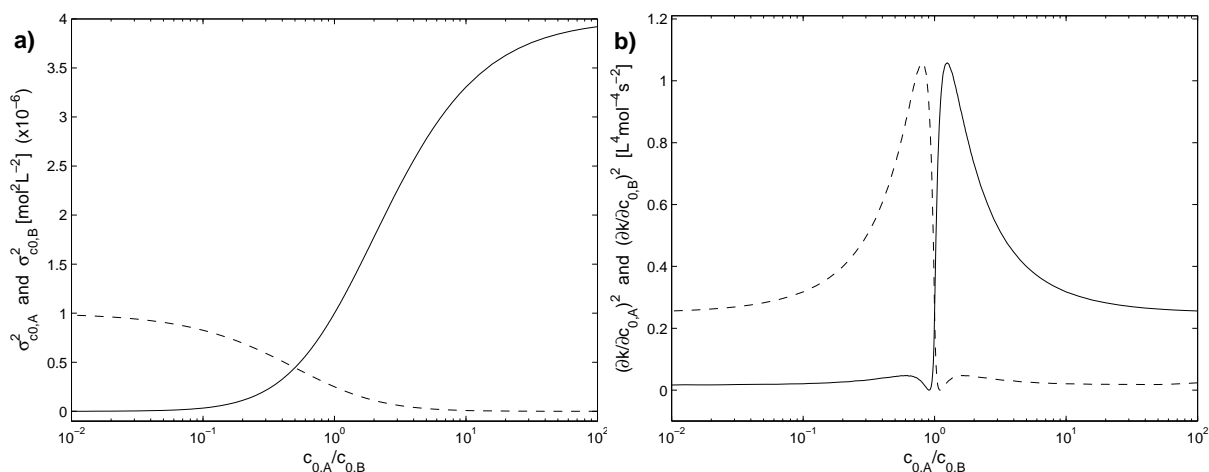 a)
σ²c0,A and σ²c0,B [mol²L⁻²] (x10⁻⁶)
4
3.5
3
2.5
2
1.5
1
0.5
0
10⁻² 10⁻¹ 10⁰ 10¹ 10²
c0,A/c0,B
b)
(∂k/∂c0,A)² and (∂k/∂c0,B)² [L⁴mol⁻⁴s⁻²]
1.2
1
0.8
0.6
0.4
0.2
0
10⁻² 10⁻¹ 10⁰ 10¹ 10²
c0,A/c0,B